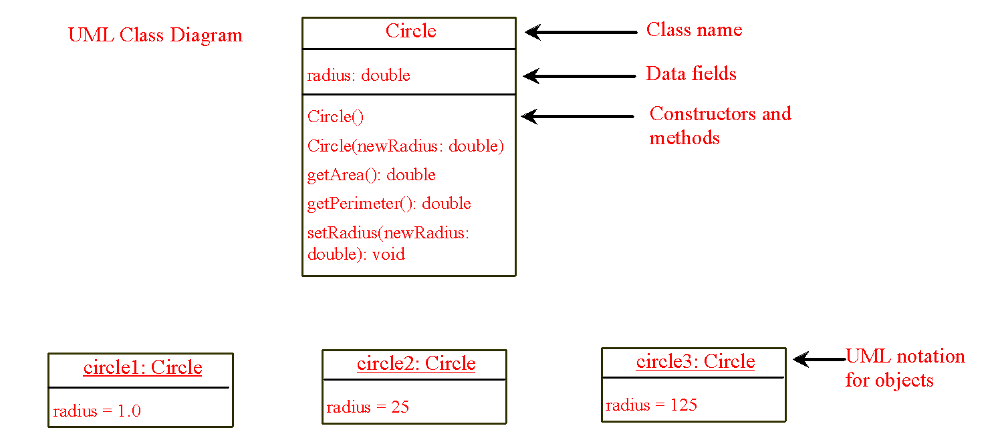 UML Class Diagram
Circle
Class name
radius: double
Data fields
Circle()
Circle(newRadius: double)
getArea(): double
getPerimeter(): double
setRadius(newRadius:
double): void
Constructors and
methods
circle1: Circle
radius = 1.0
circle2: Circle
radius = 25
circle3: Circle
radius = 125
UML notation
for objects